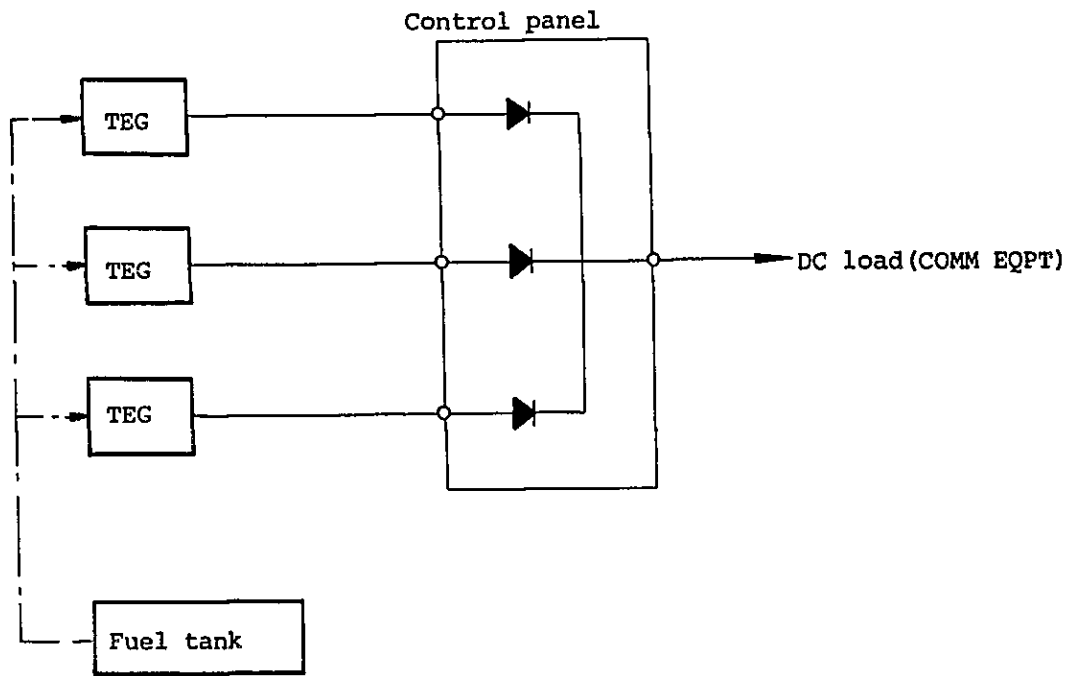 Control panel
TEG
TEG
DC load(COMM EQPT)
TEG
Fuel tank